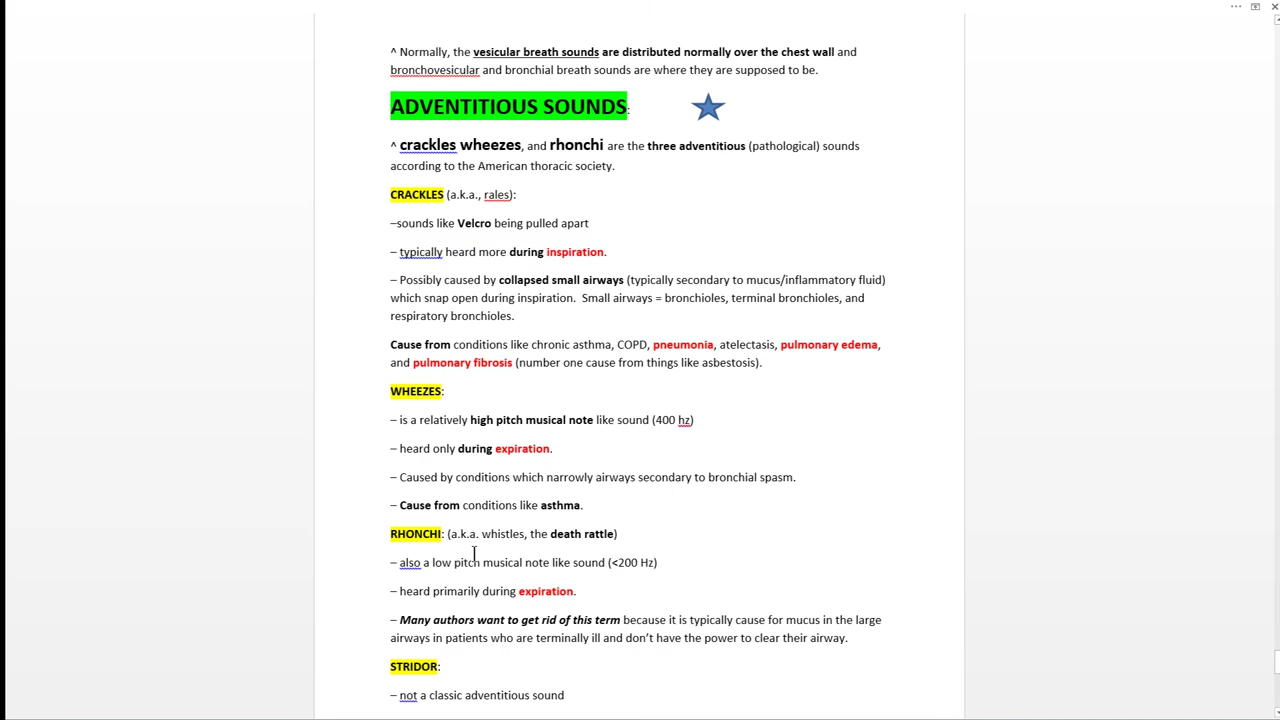 ^ Normally, the vesicular breath sounds are distributed normally over the chest wall and
bronchovesicular and bronchial breath sounds are where they are supposed to be.
ADVENTITIOUS SOUNDS:
^ crackles wheezes, and rhonchi are the three adventitious (pathological) sounds
according to the American thoracic society.
CRACKLES (a.k.a., rales):
–sounds like Velcro being pulled apart
– typically heard more during inspiration.
– Possibly caused by collapsed small airways (typically secondary to mucus/inflammatory fluid)
which snap open during inspiration.  Small airways = bronchioles, terminal bronchioles, and
respiratory bronchioles.
Cause from conditions like chronic asthma, COPD, pneumonia, atelectasis, pulmonary edema,
and pulmonary fibrosis (number one cause from things like asbestosis).
WHEEZES:
– is a relatively high pitch musical note like sound (400 hz)
– heard only during expiration.
– Caused by conditions which narrowly airways secondary to bronchial spasm.
– Cause from conditions like asthma.
RHONCHI: (a.k.a. whistles, the death rattle)
– also a low pitch musical note like sound (<200 Hz)
– heard primarily during expiration.
– Many authors want to get rid of this term because it is typically cause for mucus in the large
airways in patients who are terminally ill and don't have the power to clear their airway.
STRIDOR:
– not a classic adventitious sound